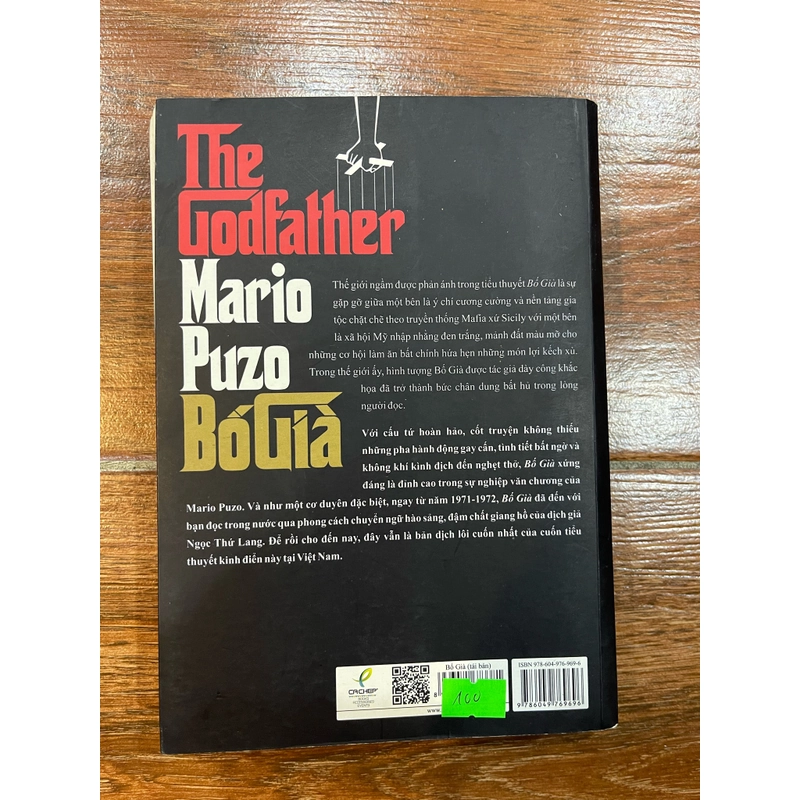 The
Godfather
Mario
Puzo
Bố Già
Thế giới ngầm được phản ánh trong tiểu thuyết Bố Già là sự
gặp gỡ giữa một bên là ý chí cương cường và nền tảng gia
tộc chặt chẽ theo truyền thống Mafia xứ Sicily với một bên
là xã hội Mỹ nhập nhằng đen trắng, mảnh đất màu mỡ cho
những cơ hội làm ăn bất chính hứa hẹn những món lợi kếch xù.
Trong thế giới ấy, hình tượng Bố Già được tác giả dày công khắc
họa đã trở thành bức chân dung bất hủ trong lòng
người đọc.
Với cấu tứ hoàn hảo, cốt truyện không thiếu
những pha hành động gay cấn, tình tiết bất ngờ và
không khí kình địch đến nghẹt thở, Bố Già xứng
đáng là đỉnh cao trong sự nghiệp văn chương của
Mario Puzo. Và như một cơ duyên đặc biệt, ngay từ năm 1971-1972, Bố Già đã đến với
bạn đọc trong nước qua phong cách chuyển ngữ hào sảng, đậm chất giang hồ của dịch giả
Ngọc Thứ Lang. Để rồi cho đến nay, đây vẫn là bản dịch lôi cuốn nhất của cuốn tiểu
thuyết kinh điển này tại Việt Nam.
Bố Già (tái bản)
ISBN 978-604-976-969-6
8
100
www.
9 786049 769696